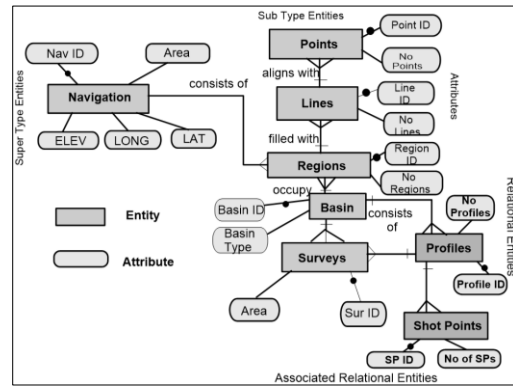 Sub Type Entities
Point ID
Points
No
Points
Nav ID
Area
Super Type Entities
Navigation
consists of
aligns with
Attributes
Line
ID
Lines
No
Lines
ELEV
LONG
LAT
filled with
Region
ID
Regions
No
Regions
occupy
Basin ID
Basin
Entity
Basin
Type
consists
of
No
Profiles
Relational Entities
Attribute
Surveys
Profiles
Area
Sur ID
Profile ID
Shot Points
SP ID
No of SPs
Associated Relational Entities